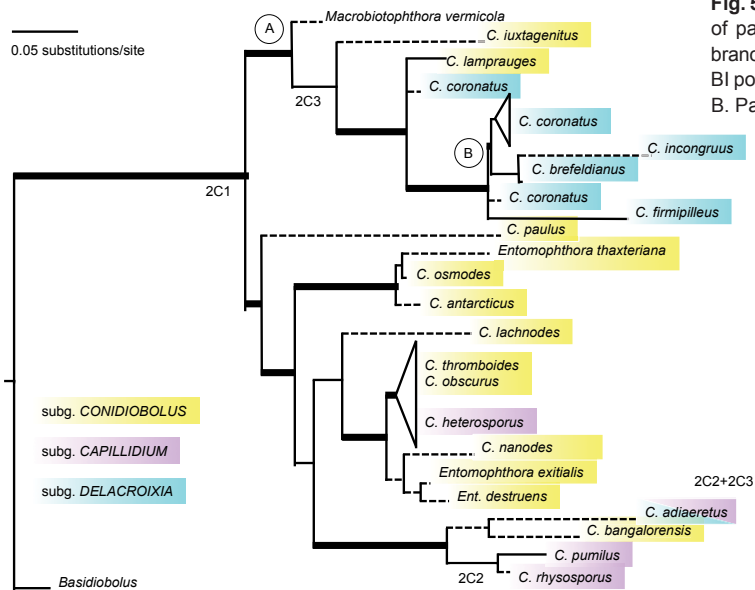 0.05 substitutions/site
A
Macrobiotophthora vermicola
C. iuxtagenitus
2C3
C. lamprauges
C. coronatus
C. coronatus
B
C. incongruus
C. brefeldianus
C. coronatus
C. firmipilleus
2C1
C. paulus
Entomophthora thaxteriana
C. osmodes
C. antarcticus
C. lachnodes
C. thromboides
C. obscurus
C. heterosporus
C. nanodes
Entomophthora exitialis
Ent. destruens
2C2+2C3
C. adiaeretus
C. bangalorensis
C. pumilus
2C2
C. rhysosporus
subg. CONIDIOBOLUS
subg. CAPILLIDIUM
subg. DELACROIXIA
Basidiobolus
Fig. 5
of pa
branc
BI po
B. Pa